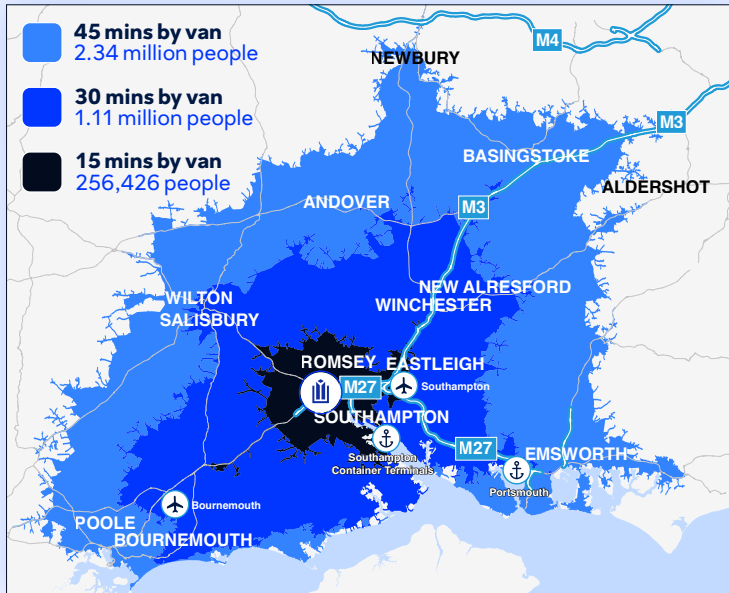 45 mins by van
2.34 million people
30 mins by van
1.11 million people
15 mins by van
256,426 people
M4
NEWBURY
M3
BASINGSTOKE
ALDERSHOT
ANDOVER
M3
NEW ALRESFORD
WILTON
WINCHESTER
SALISBURY
ROMSEY
EASTLEIGH
M27
Southampton
SOUTHAMPTON
M27
EMSWORTH
Southampton
Container Terminals
Portsmouth
Bournemouth
POOLE
BOURNEMOUTH